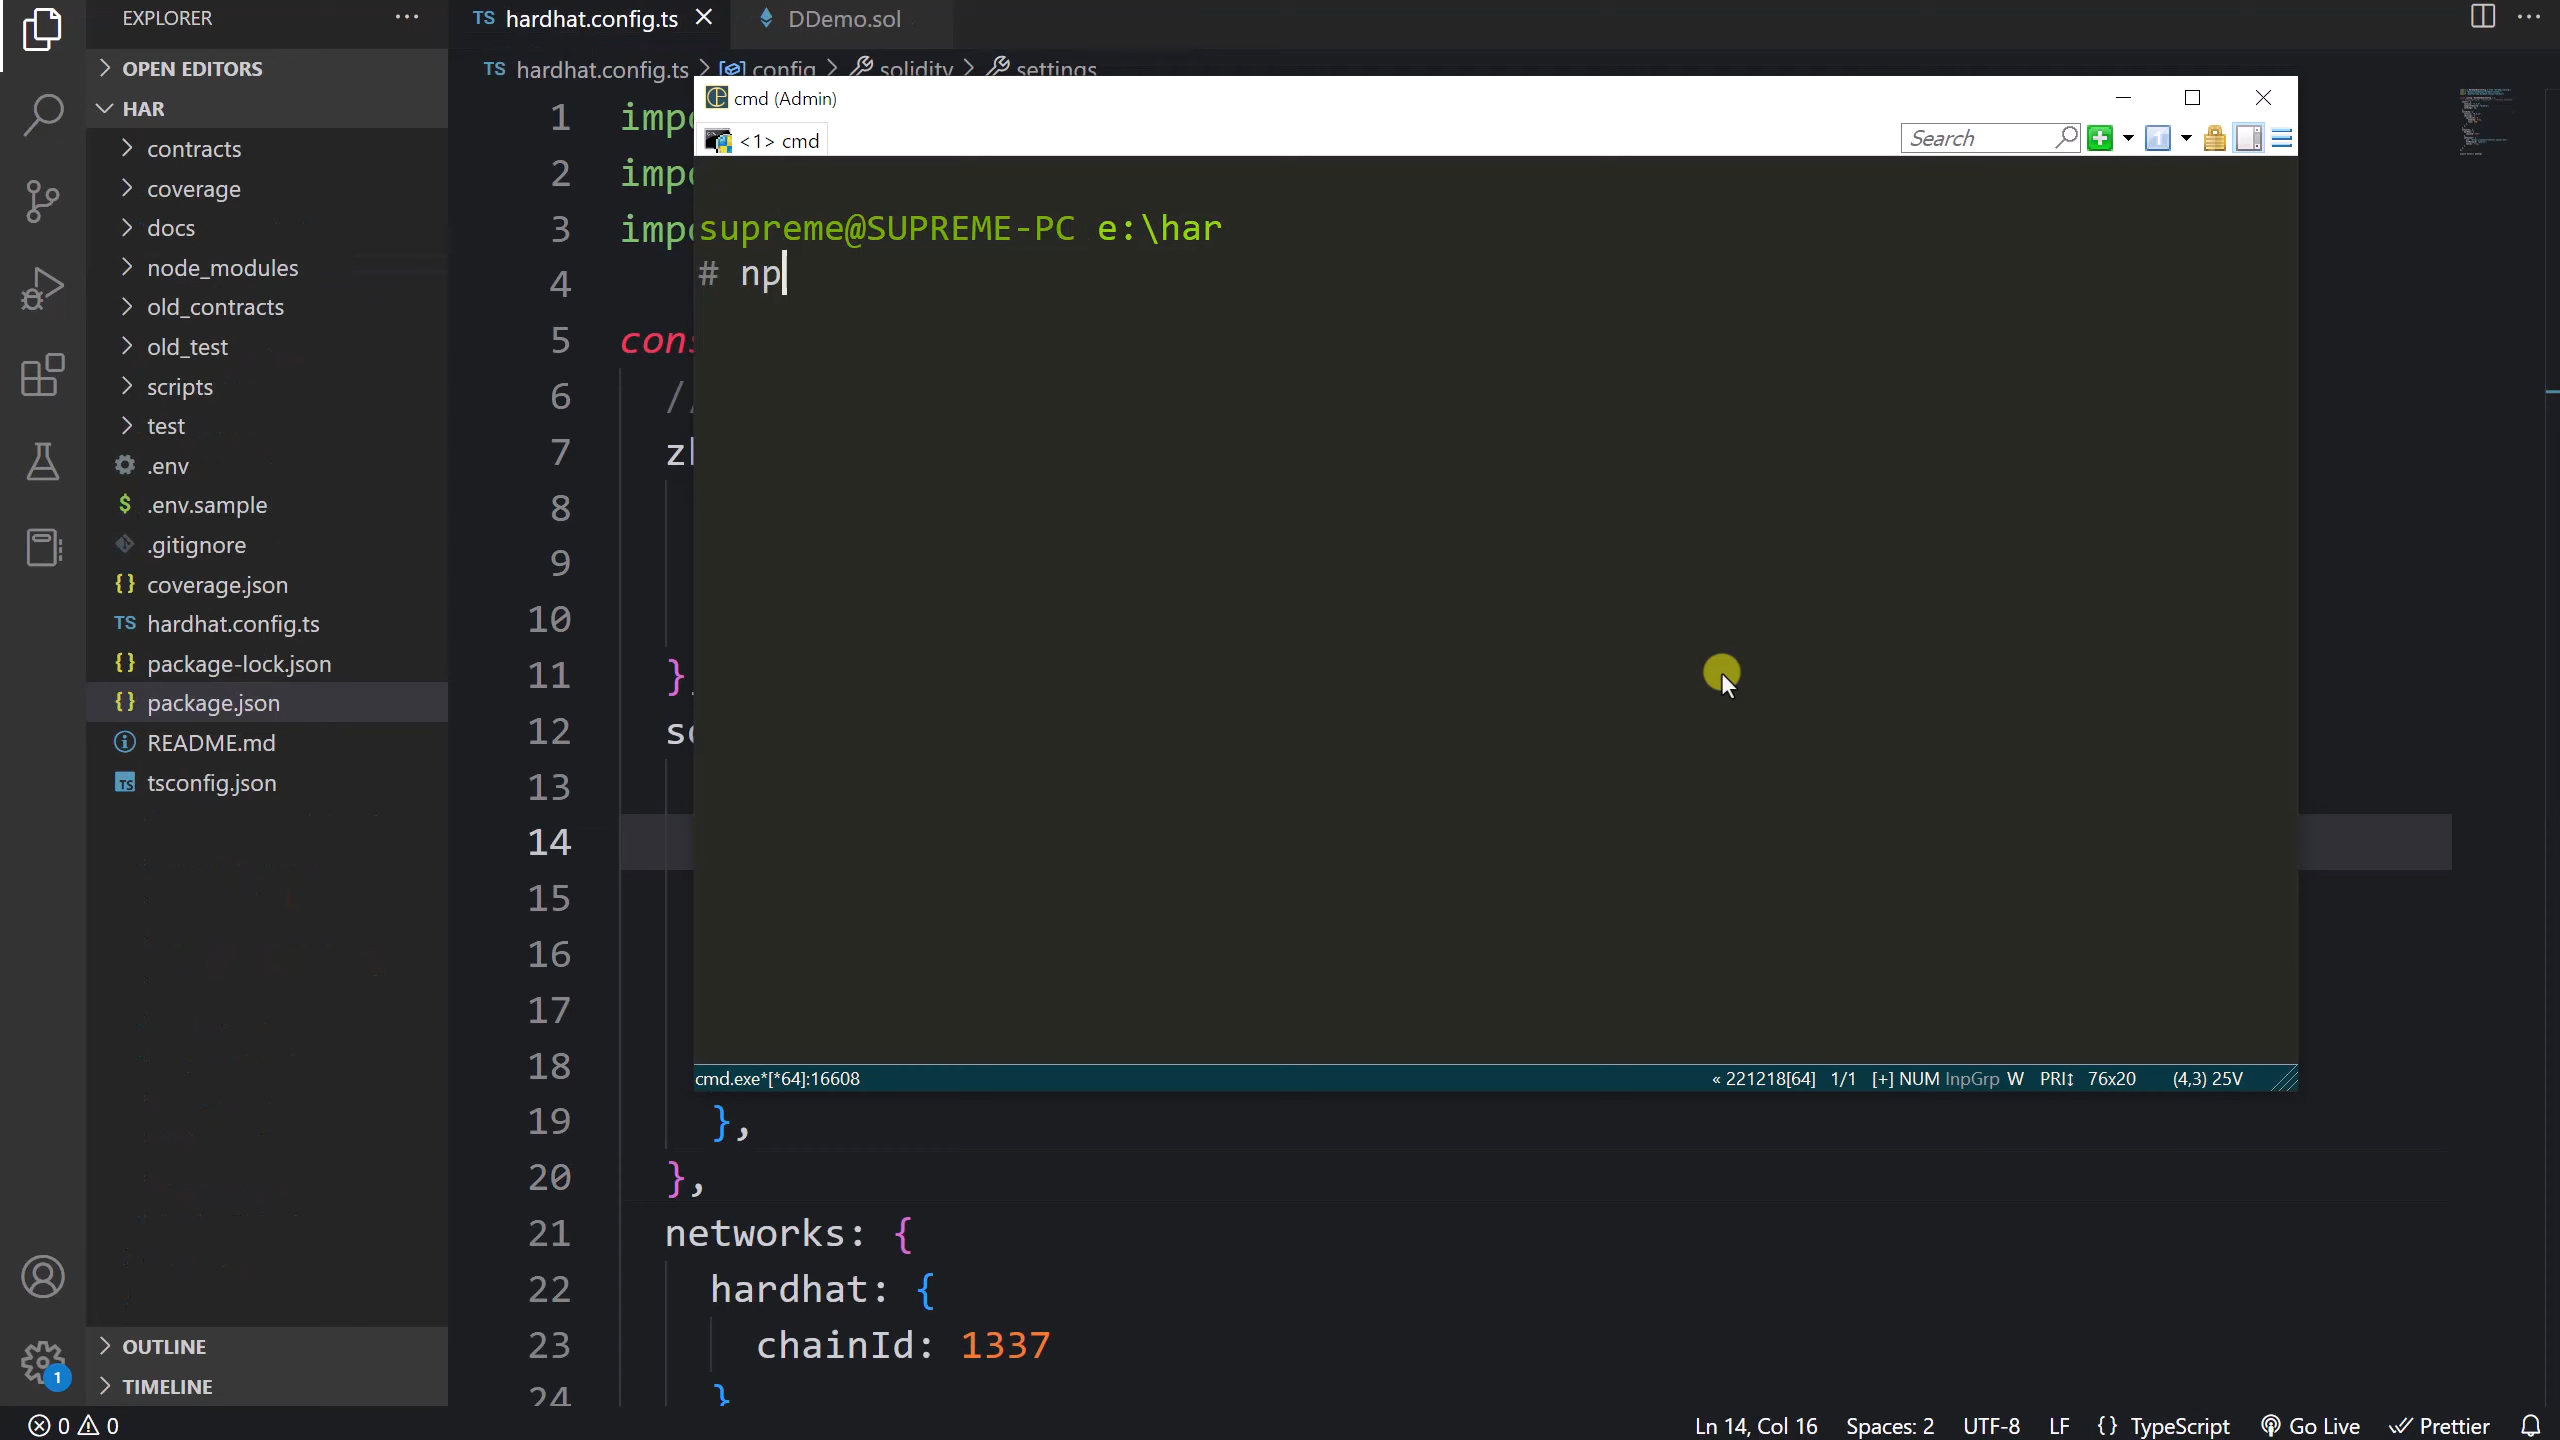 EXPLORER
OPEN EDITORS
HAR
contracts
coverage
docs
node_modules
old_contracts
old_test
scripts
test
.env
.env.sample
.gitignore
coverage.json
hardhat.config.ts
package-lock.json
package.json
README.md
tsconfig.json
OUTLINE
TIMELINE
TS hardhat.config.ts
DDemo.sol
TS hardhat.config.ts > config > solidity > settings
1
2
3
4
5
6 //
7
8
9
10
11 }
12
13
14
15
16
17
18
19 },
20 },
21 networks: {
22 hardhat: {
23 chainId: 1337
24 }
cmd (Admin)
<1> cmd
Search
supreme@SUPREME-PC e:\har
# np
cmd.exe*[*64]:16608
« 221218[64] 1/1 [+] NUM InpGrp W PRI↕ 76x20 (4,3) 25V
1
0 0
Ln 14, Col 16 Spaces: 2 UTF-8 LF {} TypeScript Go Live Prettier